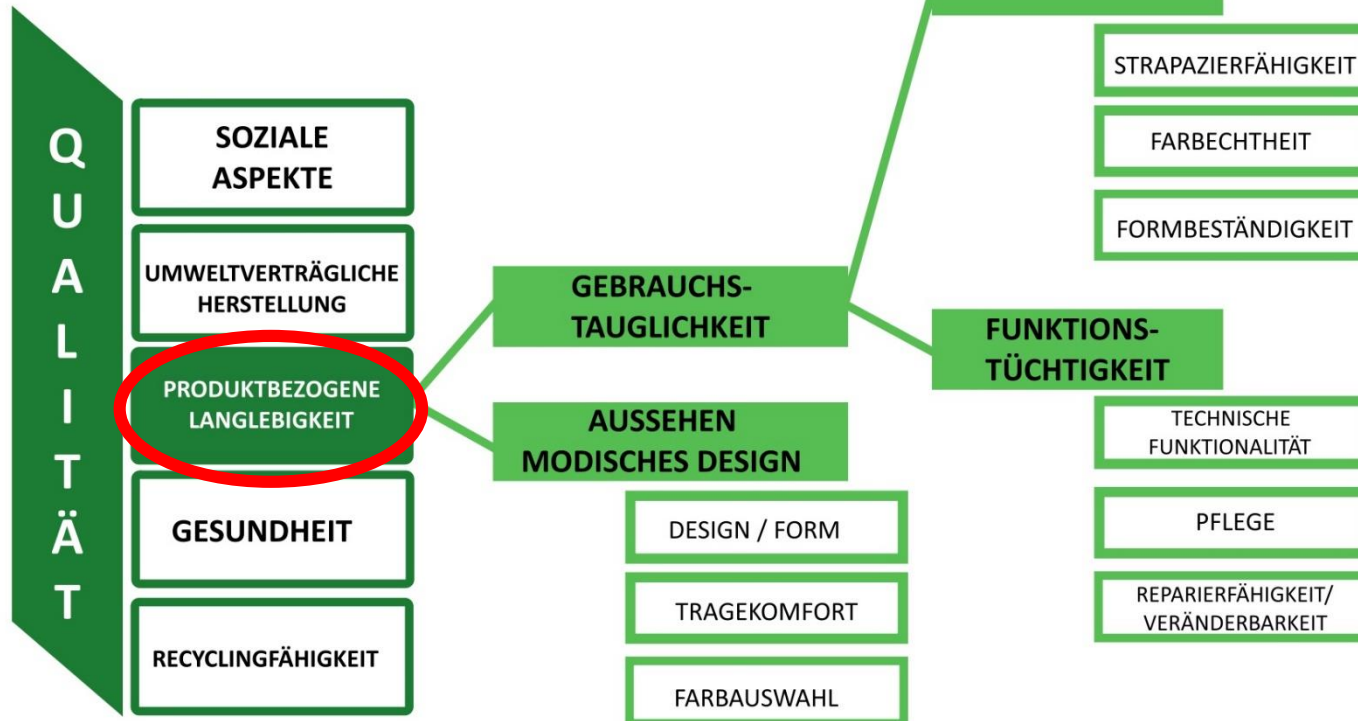 QUALITÄT
SOZIALE
ASPEKTE
UMWELTVERTRÄGLICHE
HERSTELLUNG
PRODUKTBEZOGENE
LANGLEBIGKEIT
GESUNDHEIT
RECYCLINGFÄHIGKEIT
GEBRAUCHS-
TAUGLICHKEIT
AUSSEHEN
MODISCHES DESIGN
DESIGN / FORM
TRAGEKOMFORT
FARBAUSWAHL
STRAPAZIERFÄHIGKEIT
FARBECHTHEIT
FORMBESTÄNDIGKEIT
FUNKTIONS-
TÜCHTIGKEIT
TECHNISCHE
FUNKTIONALITÄT
PFLEGE
REPARIERFÄHIGKEIT/
VERÄNDERBARKEIT